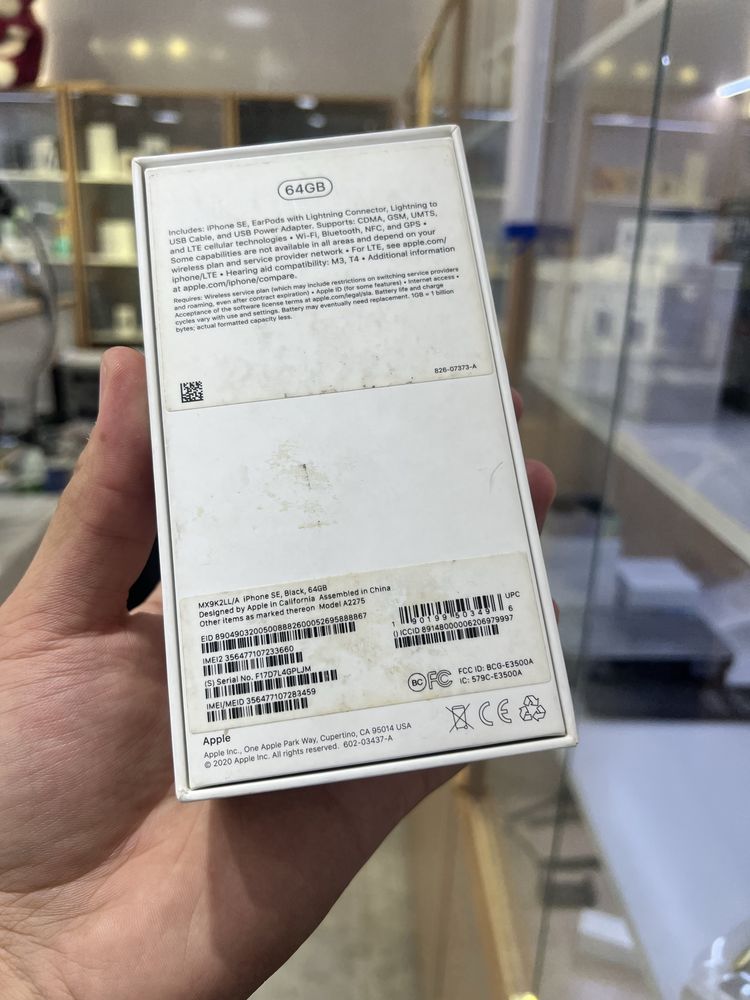 64GB
Includes: iPhone SE, EarPods with Lightning Connector, Lightning to
USB Cable, and USB Power Adapter. Supports: CDMA, GSM, UMTS,
and LTE cellular technologies • Wi-Fi, Bluetooth, NFC, and GPS •
Some capabilities are not available in all areas and depend on your
wireless plan and service provider network • For LTE, see apple.com/
iphone/LTE • Hearing aid compatibility: M3, T4 • Additional information
at apple.com/iphone/compare.
Requires: Wireless service plan (which may include restrictions on switching service providers
and roaming, even after contract expiration) • Apple ID (for some features) • Internet access •
Acceptance of the software license terms at apple.com/legal/sla. Battery life and charge
cycles vary with use and settings. Battery may eventually need replacement. 1GB = 1 billion
bytes; actual formatted capacity less.
826-07373-A
MX9K2LL/A iPhone SE, Black, 64GB
Designed by Apple in California Assembled in China
Other items as marked thereon Model A2275
EID 89049032005008882600052695888867
IMEI2 356477107233660
(S) Serial No. F17D7L4GPLJM
IMEI/MEID 356477107283459
UPC
1 90199 50349 6
() ICCID 89148000006206979997
BC FC FCC ID: BCG-E3500A
IC: 579C-E3500A
CE
Apple
Apple Inc., One Apple Park Way, Cupertino, CA 95014 USA
© 2020 Apple Inc. All rights reserved. 602-03437-A